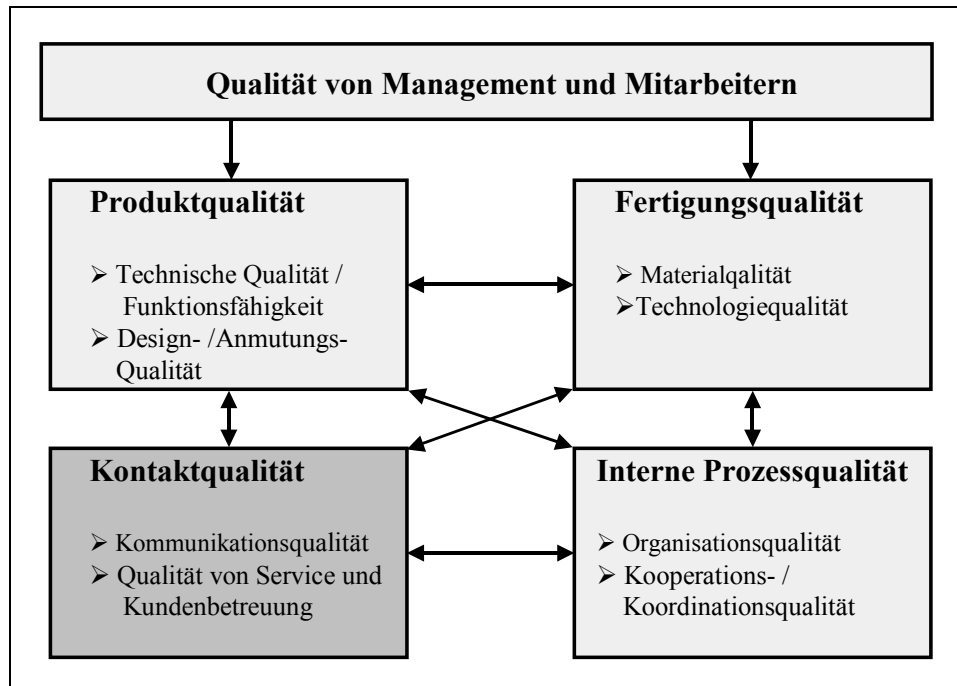 Qualität von Management und Mitarbeitern
Produktqualität
➢ Technische Qualität /
Funktionsfähigkeit
➢ Design- /Anmutungs-
Qualität
Fertigungsqualität
➢ Materialqalität
➢Technologiequalität
Kontaktqualität
➢ Kommunikationsqualität
➢ Qualität von Service und
Kundenbetreuung
Interne Prozessqualität
➢ Organisationsqualität
➢ Kooperations- /
Koordinationsqualität